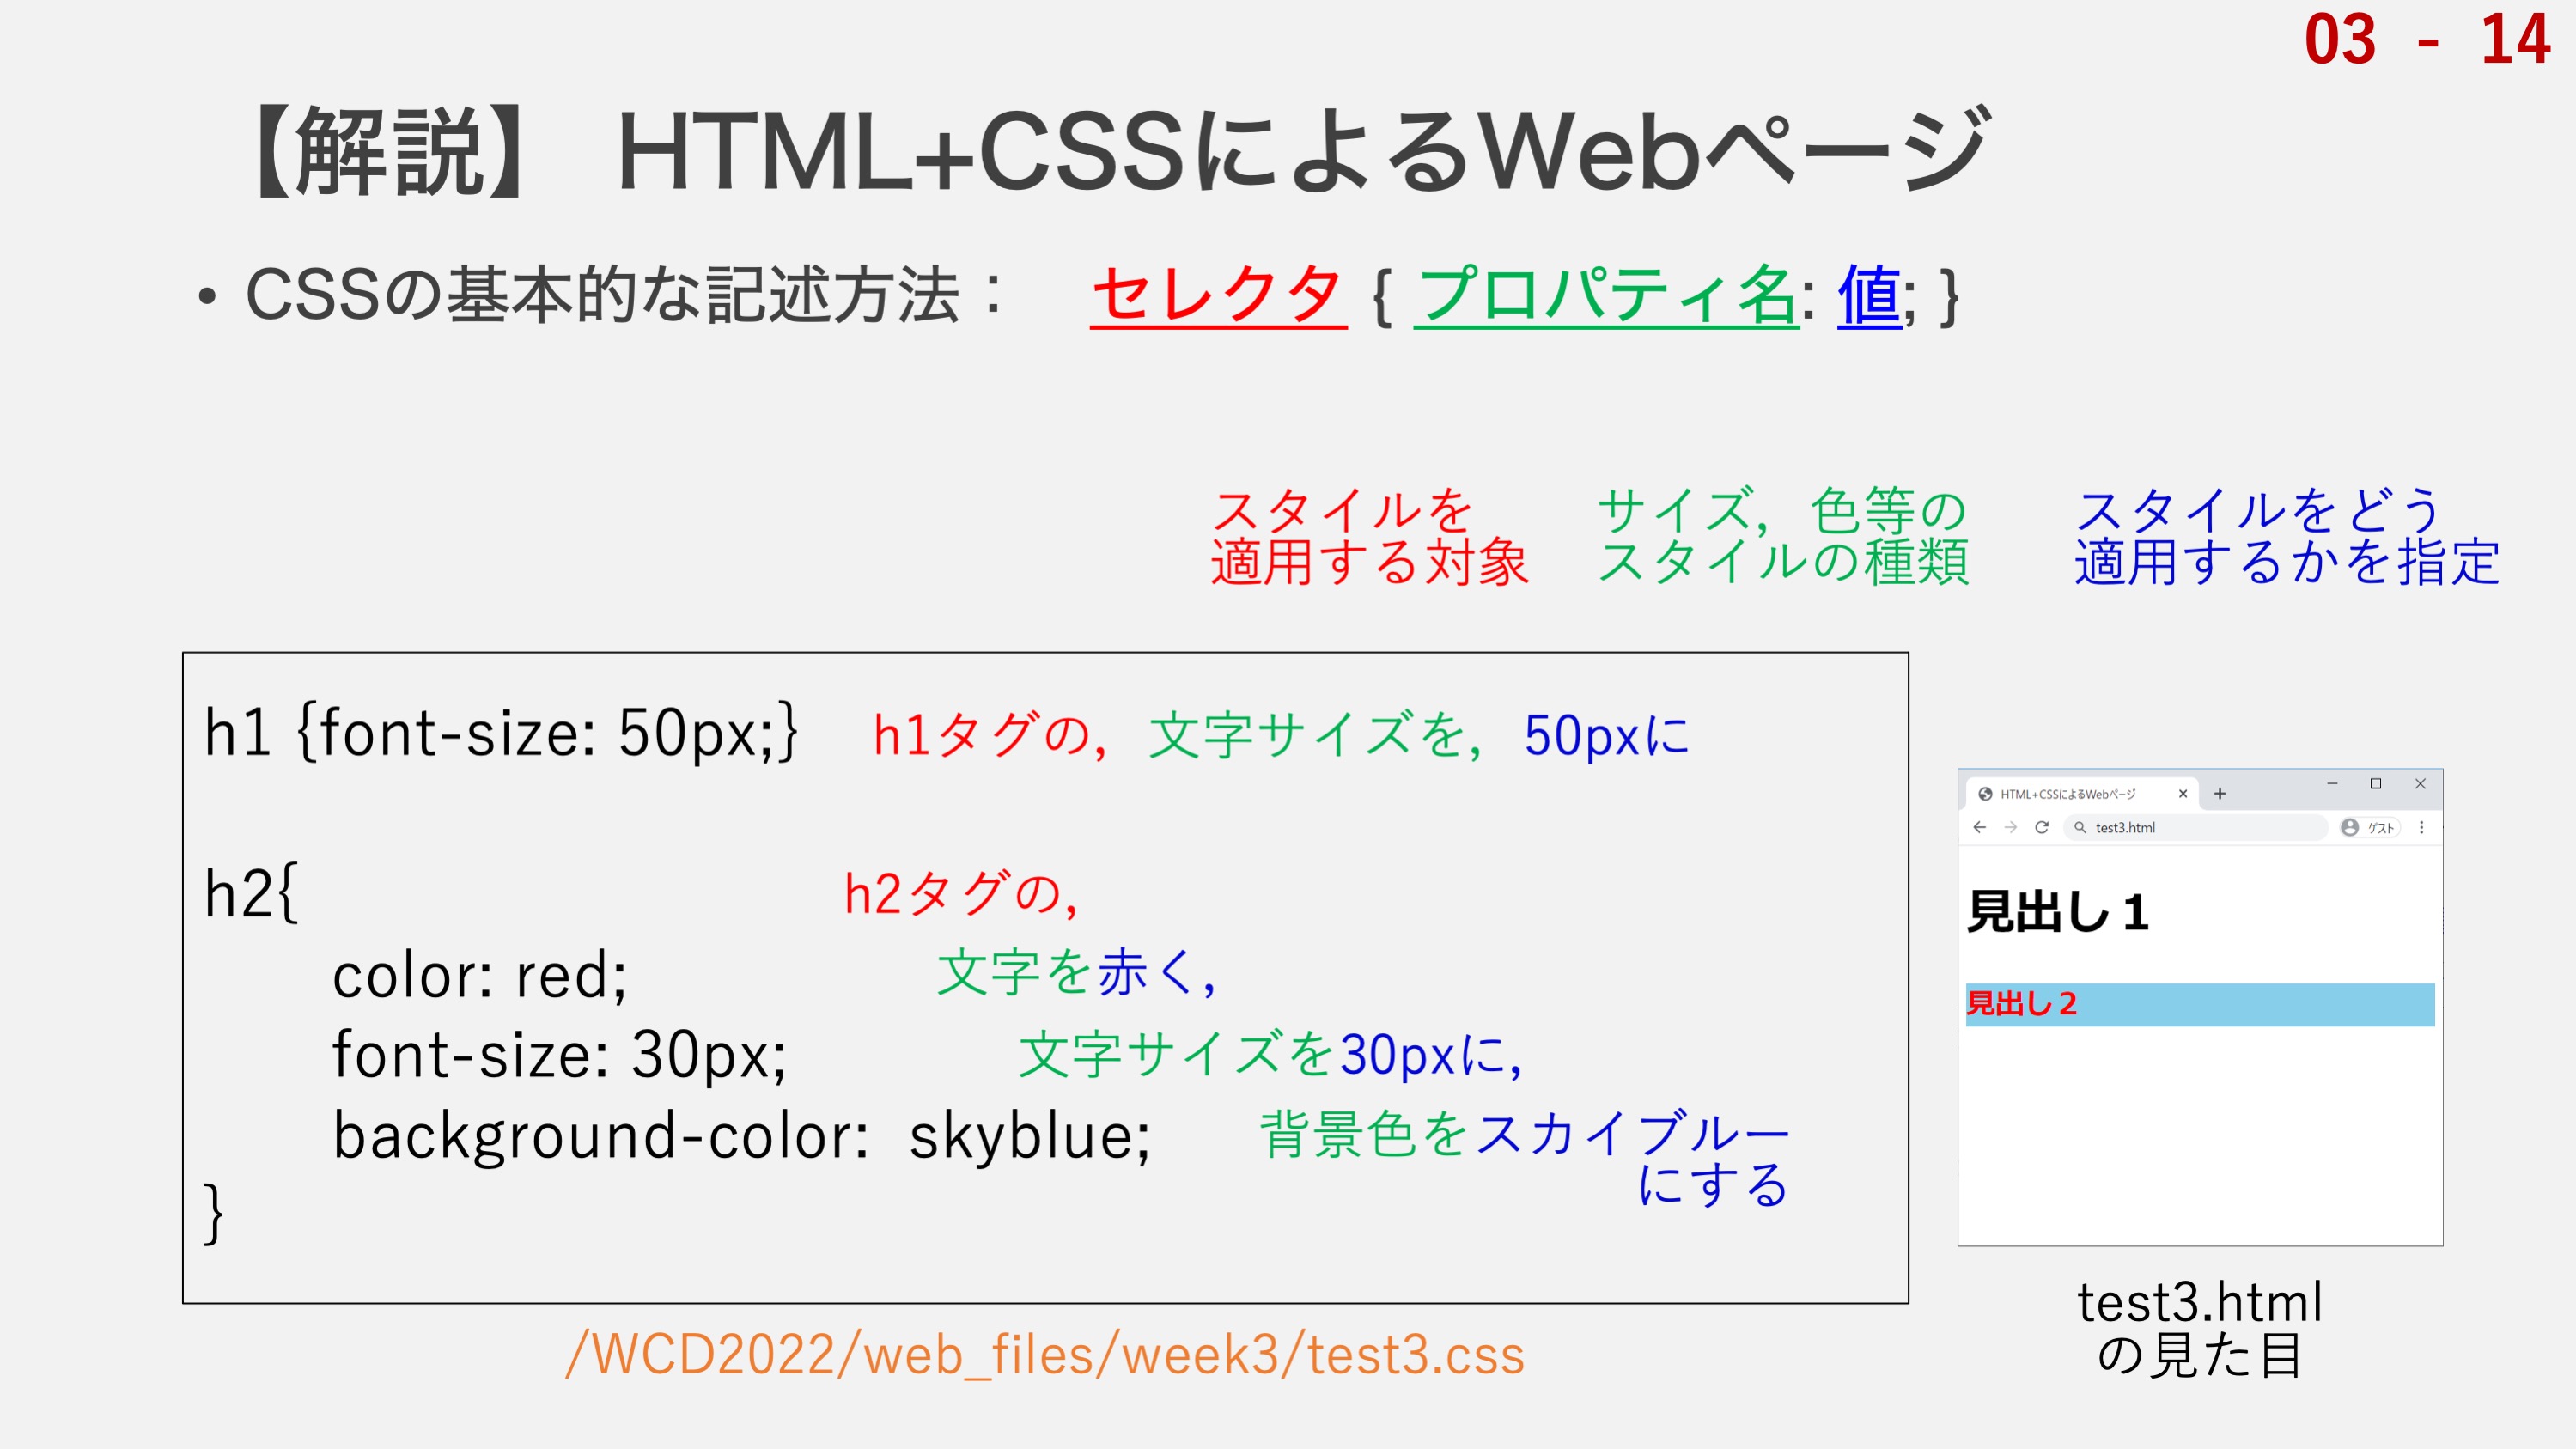 03 - 14
【解説】 HTML+CSSによるWebページ
• CSSの基本的な記述方法： セレクタ { プロパティ名: 値; }
スタイルを
適用する対象
サイズ，色等の
スタイルの種類
スタイルをどう
適用するかを指定
h1 {font-size: 50px;} h1タグの，文字サイズを，50pxに
h2{ h2タグの，
color: red; 文字を赤く，
font-size: 30px; 文字サイズを30pxに，
background-color: skyblue; 背景色をスカイブルー
にする
}
/WCD2022/web_files/week3/test3.css
HTML+CSSによるWebページ
test3.html ゲスト
見出し１
見出し２
test3.html
の見た目